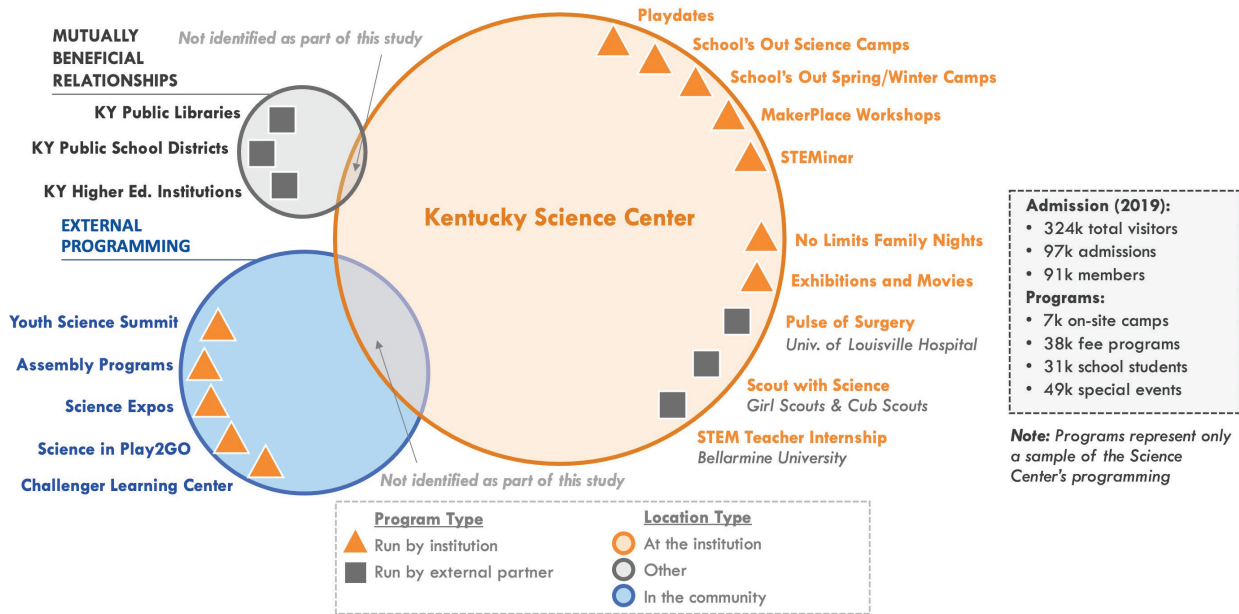 MUTUALLY
BENEFICIAL
RELATIONSHIPS
Not identified as part of this study
KY Public Libraries
KY Public School Districts
KY Higher Ed. Institutions
EXTERNAL
PROGRAMMING
Youth Science Summit
Assembly Programs
Science Expos
Science in Play2GO
Challenger Learning Center
Not identified as part of this study
Kentucky Science Center
Playdates
School's Out Science Camps
School's Out Spring/Winter Camps
MakerPlace Workshops
STEMinar
No Limits Family Nights
Exhibitions and Movies
Pulse of Surgery
Univ. of Louisville Hospital
Scout with Science
Girl Scouts & Cub Scouts
STEM Teacher Internship
Bellarmine University
Admission (2019):
• 324k total visitors
• 97k admissions
• 91k members
Programs:
• 7k on-site camps
• 38k fee programs
• 31k school students
• 49k special events
Note: Programs represent only
a sample of the Science
Center's programming
Program Type
Run by institution
Run by external partner
Location Type
At the institution
Other
In the community